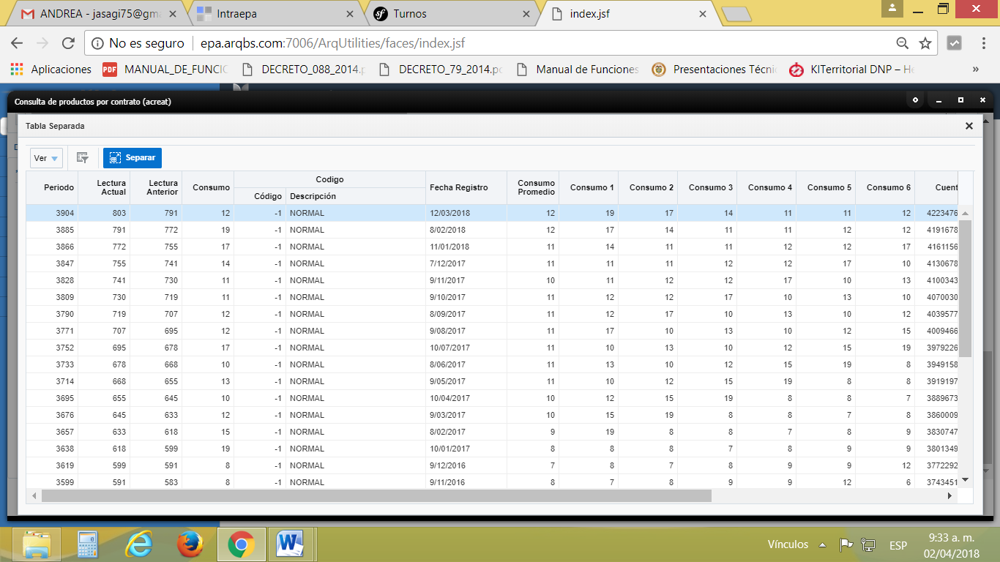 ANDREA - jasagi75@gma
Intraepa
Turnos
index.jsf
No es seguro epa.arqbs.com:7006/ArqUtilities/faces/index.jsf
Aplicaciones MANUAL_DE_FUNCIO DECRETO_088_2014.p DECRETO_79_2014.pd Manual de Funciones Presentaciones Técni KITerritorial DNP – He »
Consulta de productos por contrato (acreat)
Tabla Separada
Ver Separar
Periodo Lectura Actual Lectura Anterior Consumo Codigo Código Descripción Fecha Registro Consumo Promedio Consumo 1 Consumo 2 Consumo 3 Consumo 4 Consumo 5 Consumo 6 Cuent
3904 803 791 12 -1 NORMAL 12/03/2018 12 19 17 14 11 11 12 4223476
3885 791 772 19 -1 NORMAL 8/02/2018 12 17 14 11 11 12 12 4191678
3866 772 755 17 -1 NORMAL 11/01/2018 11 14 11 11 12 12 17 4161156
3847 755 741 14 -1 NORMAL 7/12/2017 11 11 11 12 12 17 10 4130678
3828 741 730 11 -1 NORMAL 9/11/2017 10 11 12 12 17 10 13 4100343
3809 730 719 11 -1 NORMAL 9/10/2017 11 12 12 17 10 13 10 4070030
3790 719 707 12 -1 NORMAL 8/09/2017 11 12 17 10 13 10 12 4039577
3771 707 695 12 -1 NORMAL 9/08/2017 11 17 10 13 10 12 15 4009466
3752 695 678 17 -1 NORMAL 10/07/2017 11 10 13 10 12 15 19 3979226
3733 678 668 10 -1 NORMAL 8/06/2017 11 13 10 12 15 19 8 3949158
3714 668 655 13 -1 NORMAL 9/05/2017 11 10 12 15 19 8 8 3919197
3695 655 645 10 -1 NORMAL 10/04/2017 10 12 15 19 8 8 7 3889673
3676 645 633 12 -1 NORMAL 9/03/2017 10 15 19 8 8 7 8 3860009
3657 633 618 15 -1 NORMAL 8/02/2017 9 19 8 8 7 8 9 3830747
3638 618 599 19 -1 NORMAL 10/01/2017 8 8 8 7 8 9 9 3801349
3619 599 591 8 -1 NORMAL 9/12/2016 7 8 7 8 9 9 12 3772292
3599 591 583 8 -1 NORMAL 9/11/2016 8 7 8 9 9 12 6 3743451
Vínculos ESP 9:33 a. m.
02/04/2018